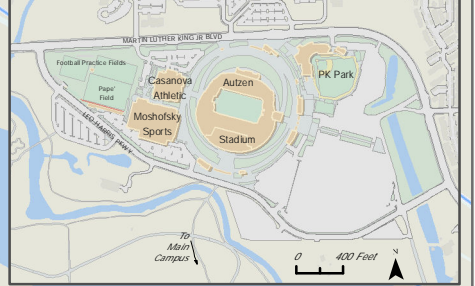 MARTIN LUTHER KING JR BLVD
Football Practice Fields
Pape'
Field
Casanova
Athletic
Moshofsky
Sports
Autzen
Stadium
PK Park
LEO HARRIS PKWY
To
Main
Campus
0 400 Feet
N